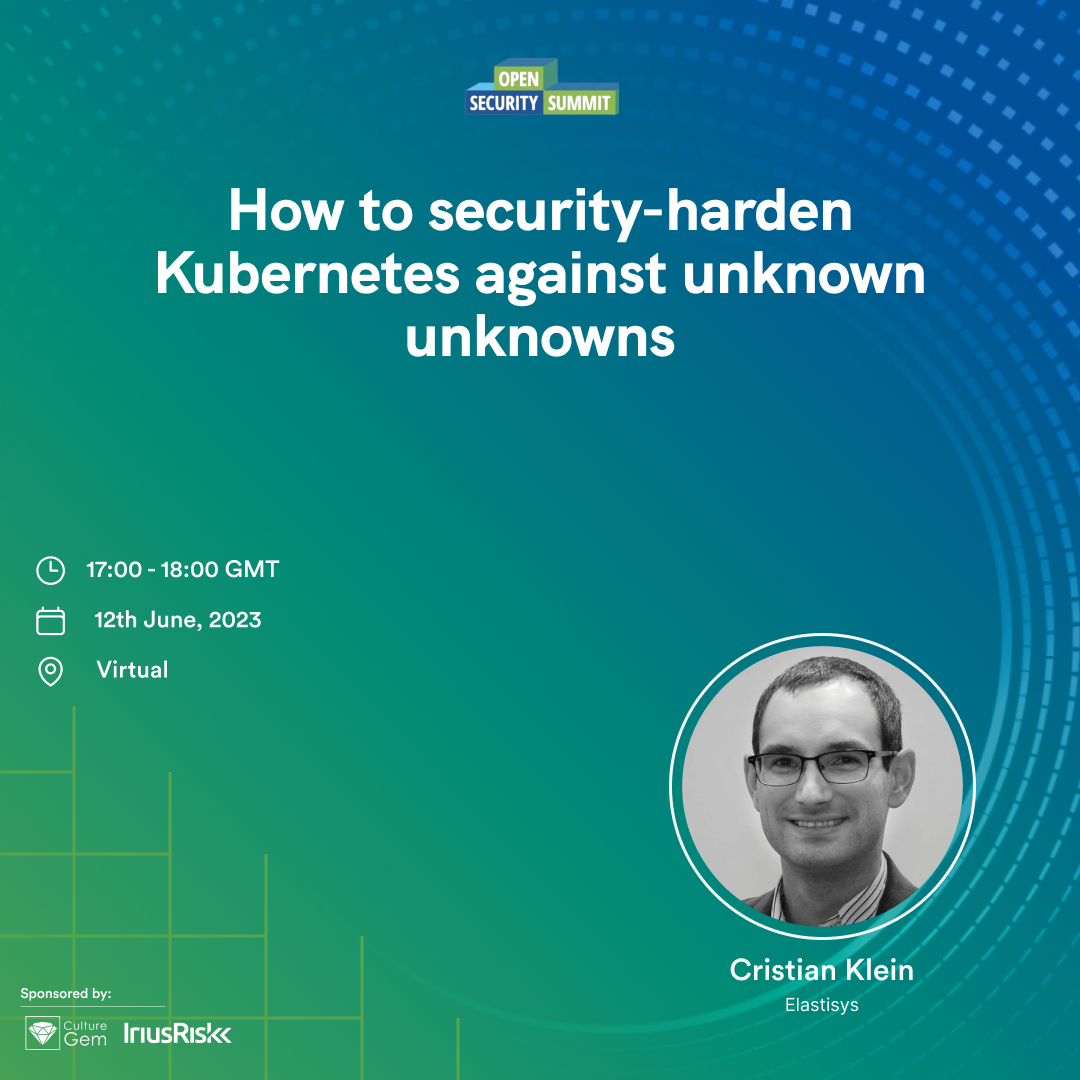 OPEN
SECURITY SUMMIT
How to security-harden
Kubernetes against unknown
unknowns
17:00 - 18:00 GMT
12th June, 2023
Virtual
Cristian Klein
Elastisys
Sponsored by:
Culture
Gem
IriusRisk